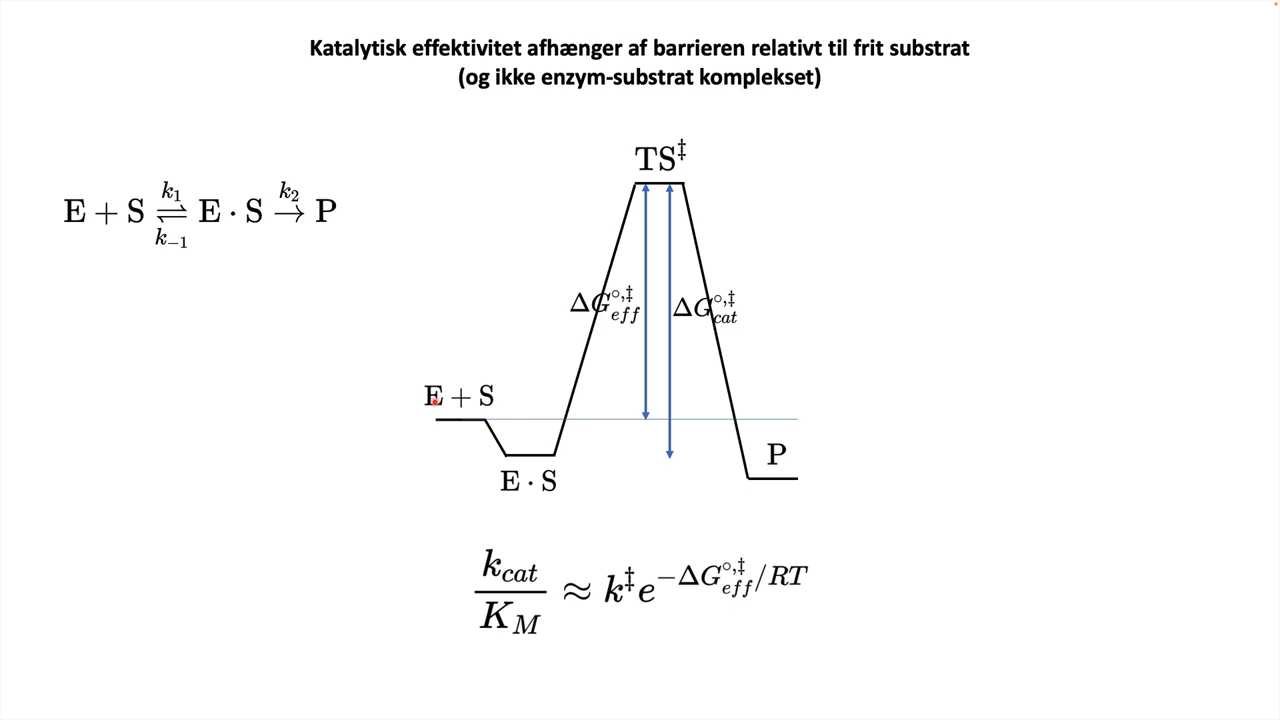 Katalytisk effektivitet afhænger af barrieren relativt til frit substrat
(og ikke enzym-substrat komplekset)
TS‡
E + S ⇌ E · S → P
k₁
k₋₁
k₂
ΔG°,‡eff
ΔG°,‡cat
E + S
P
E · S
kcat/KM ≈ k‡e^(−ΔG°,‡eff/RT)